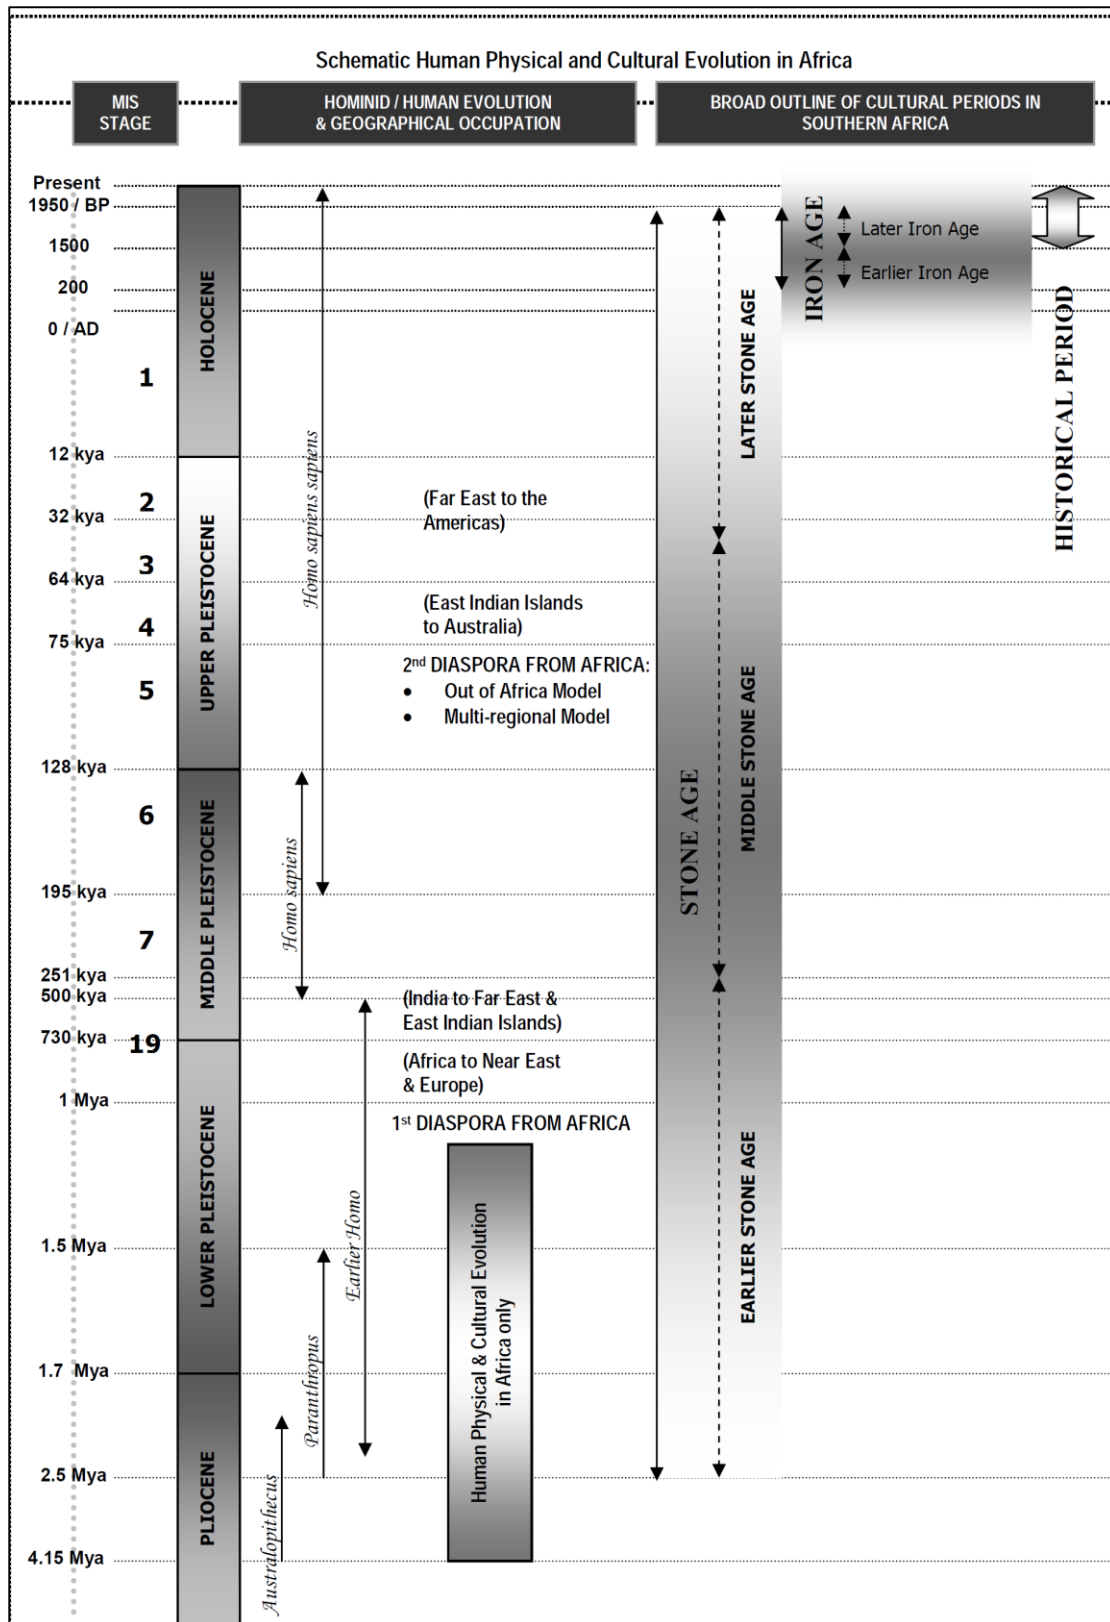 Schematic Human Physical and Cultural Evolution in Africa
MIS
STAGE
HOMINID / HUMAN EVOLUTION
& GEOGRAPHICAL OCCUPATION
BROAD OUTLINE OF CULTURAL PERIODS IN
SOUTHERN AFRICA
Present
1950 / BP
1500
200
0 / AD
12 kya
32 kya
64 kya
75 kya
128 kya
195 kya
251 kya
500 kya
730 kya
1 Mya
1.5 Mya
1.7 Mya
2.5 Mya
4.15 Mya
1
2
3
4
5
6
7
19
HOLOCENE
UPPER PLEISTOCENE
MIDDLE PLEISTOCENE
LOWER PLEISTOCENE
PLIOCENE
Homo sapiens sapiens
Homo sapiens
Earlier Homo
Paranthropus
Australopithecus
(Far East to the
Americas)
(East Indian Islands
to Australia)
2nd DIASPORA FROM AFRICA:
• Out of Africa Model
• Multi-regional Model
(India to Far East &
East Indian Islands)
(Africa to Near East
& Europe)
1st DIASPORA FROM AFRICA
Human Physical & Cultural Evolution
in Africa only
STONE AGE
LATER STONE AGE
MIDDLE STONE AGE
EARLIER STONE AGE
IRON AGE
Later Iron Age
Earlier Iron Age
HISTORICAL PERIOD